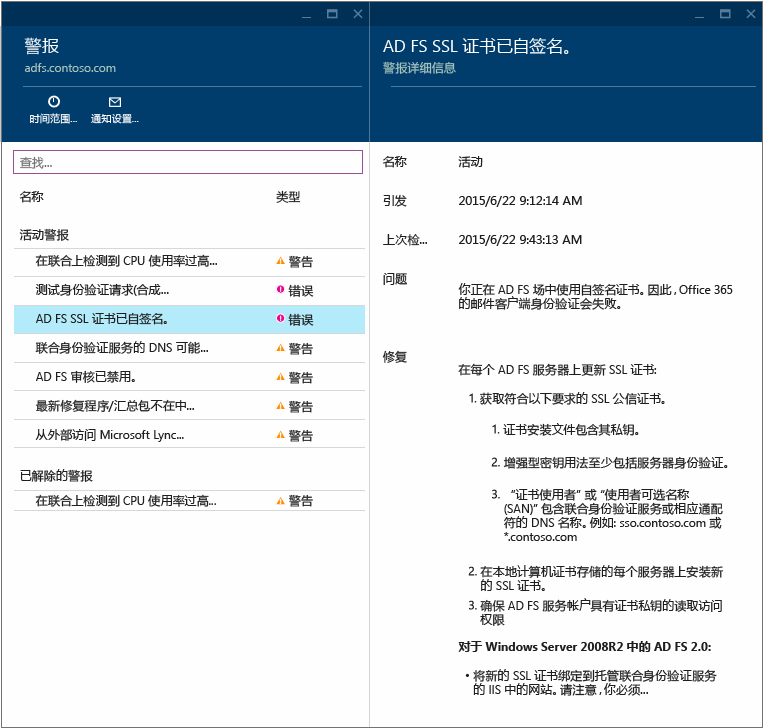 警报
adfs.contoso.com
时间范围...
通知设置...
查找...
名称 类型
活动警报
在联合上检测到 CPU 使用率过高... 警告
测试身份验证请求(合成... 错误
AD FS SSL 证书已自签名。 错误
联合身份验证服务的 DNS 可能... 警告
AD FS 审核已禁用。 警告
最新修复程序/汇总包不在中... 警告
从外部访问 Microsoft Lync... 警告
已解除的警报
在联合上检测到 CPU 使用率过高... 警告
AD FS SSL 证书已自签名。
警报详细信息
名称 活动
引发 2015/6/22 9:12:14 AM
上次检... 2015/6/22 9:43:13 AM
问题
你正在 AD FS 场中使用自签名证书。因此，Office 365
的邮件客户端身份验证会失败。
修复
在每个 AD FS 服务器上更新 SSL 证书:
1. 获取符合以下要求的 SSL 公信证书。
1. 证书安装文件包含其私钥。
2. 增强型密钥用法至少包括服务器身份验证。
3. “证书使用者” 或 “使用者可选名称
(SAN)” 包含联合身份验证服务或相应通配
符的 DNS 名称。例如: sso.contoso.com 或
*.contoso.com
2. 在本地计算机证书存储的每个服务器上安装新
的 SSL 证书。
3. 确保 AD FS 服务帐户具有证书私钥的读取访问
权限
对于 Windows Server 2008R2 中的 AD FS 2.0:
• 将新的 SSL 证书绑定到托管联合身份验证服务
的 IIS 中的网站。请注意，你必须...